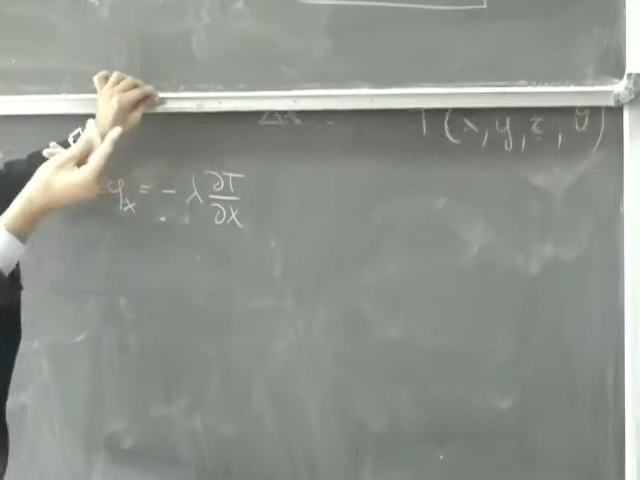 T(x, y, z, t)
q_x = - λ ∂T/∂x